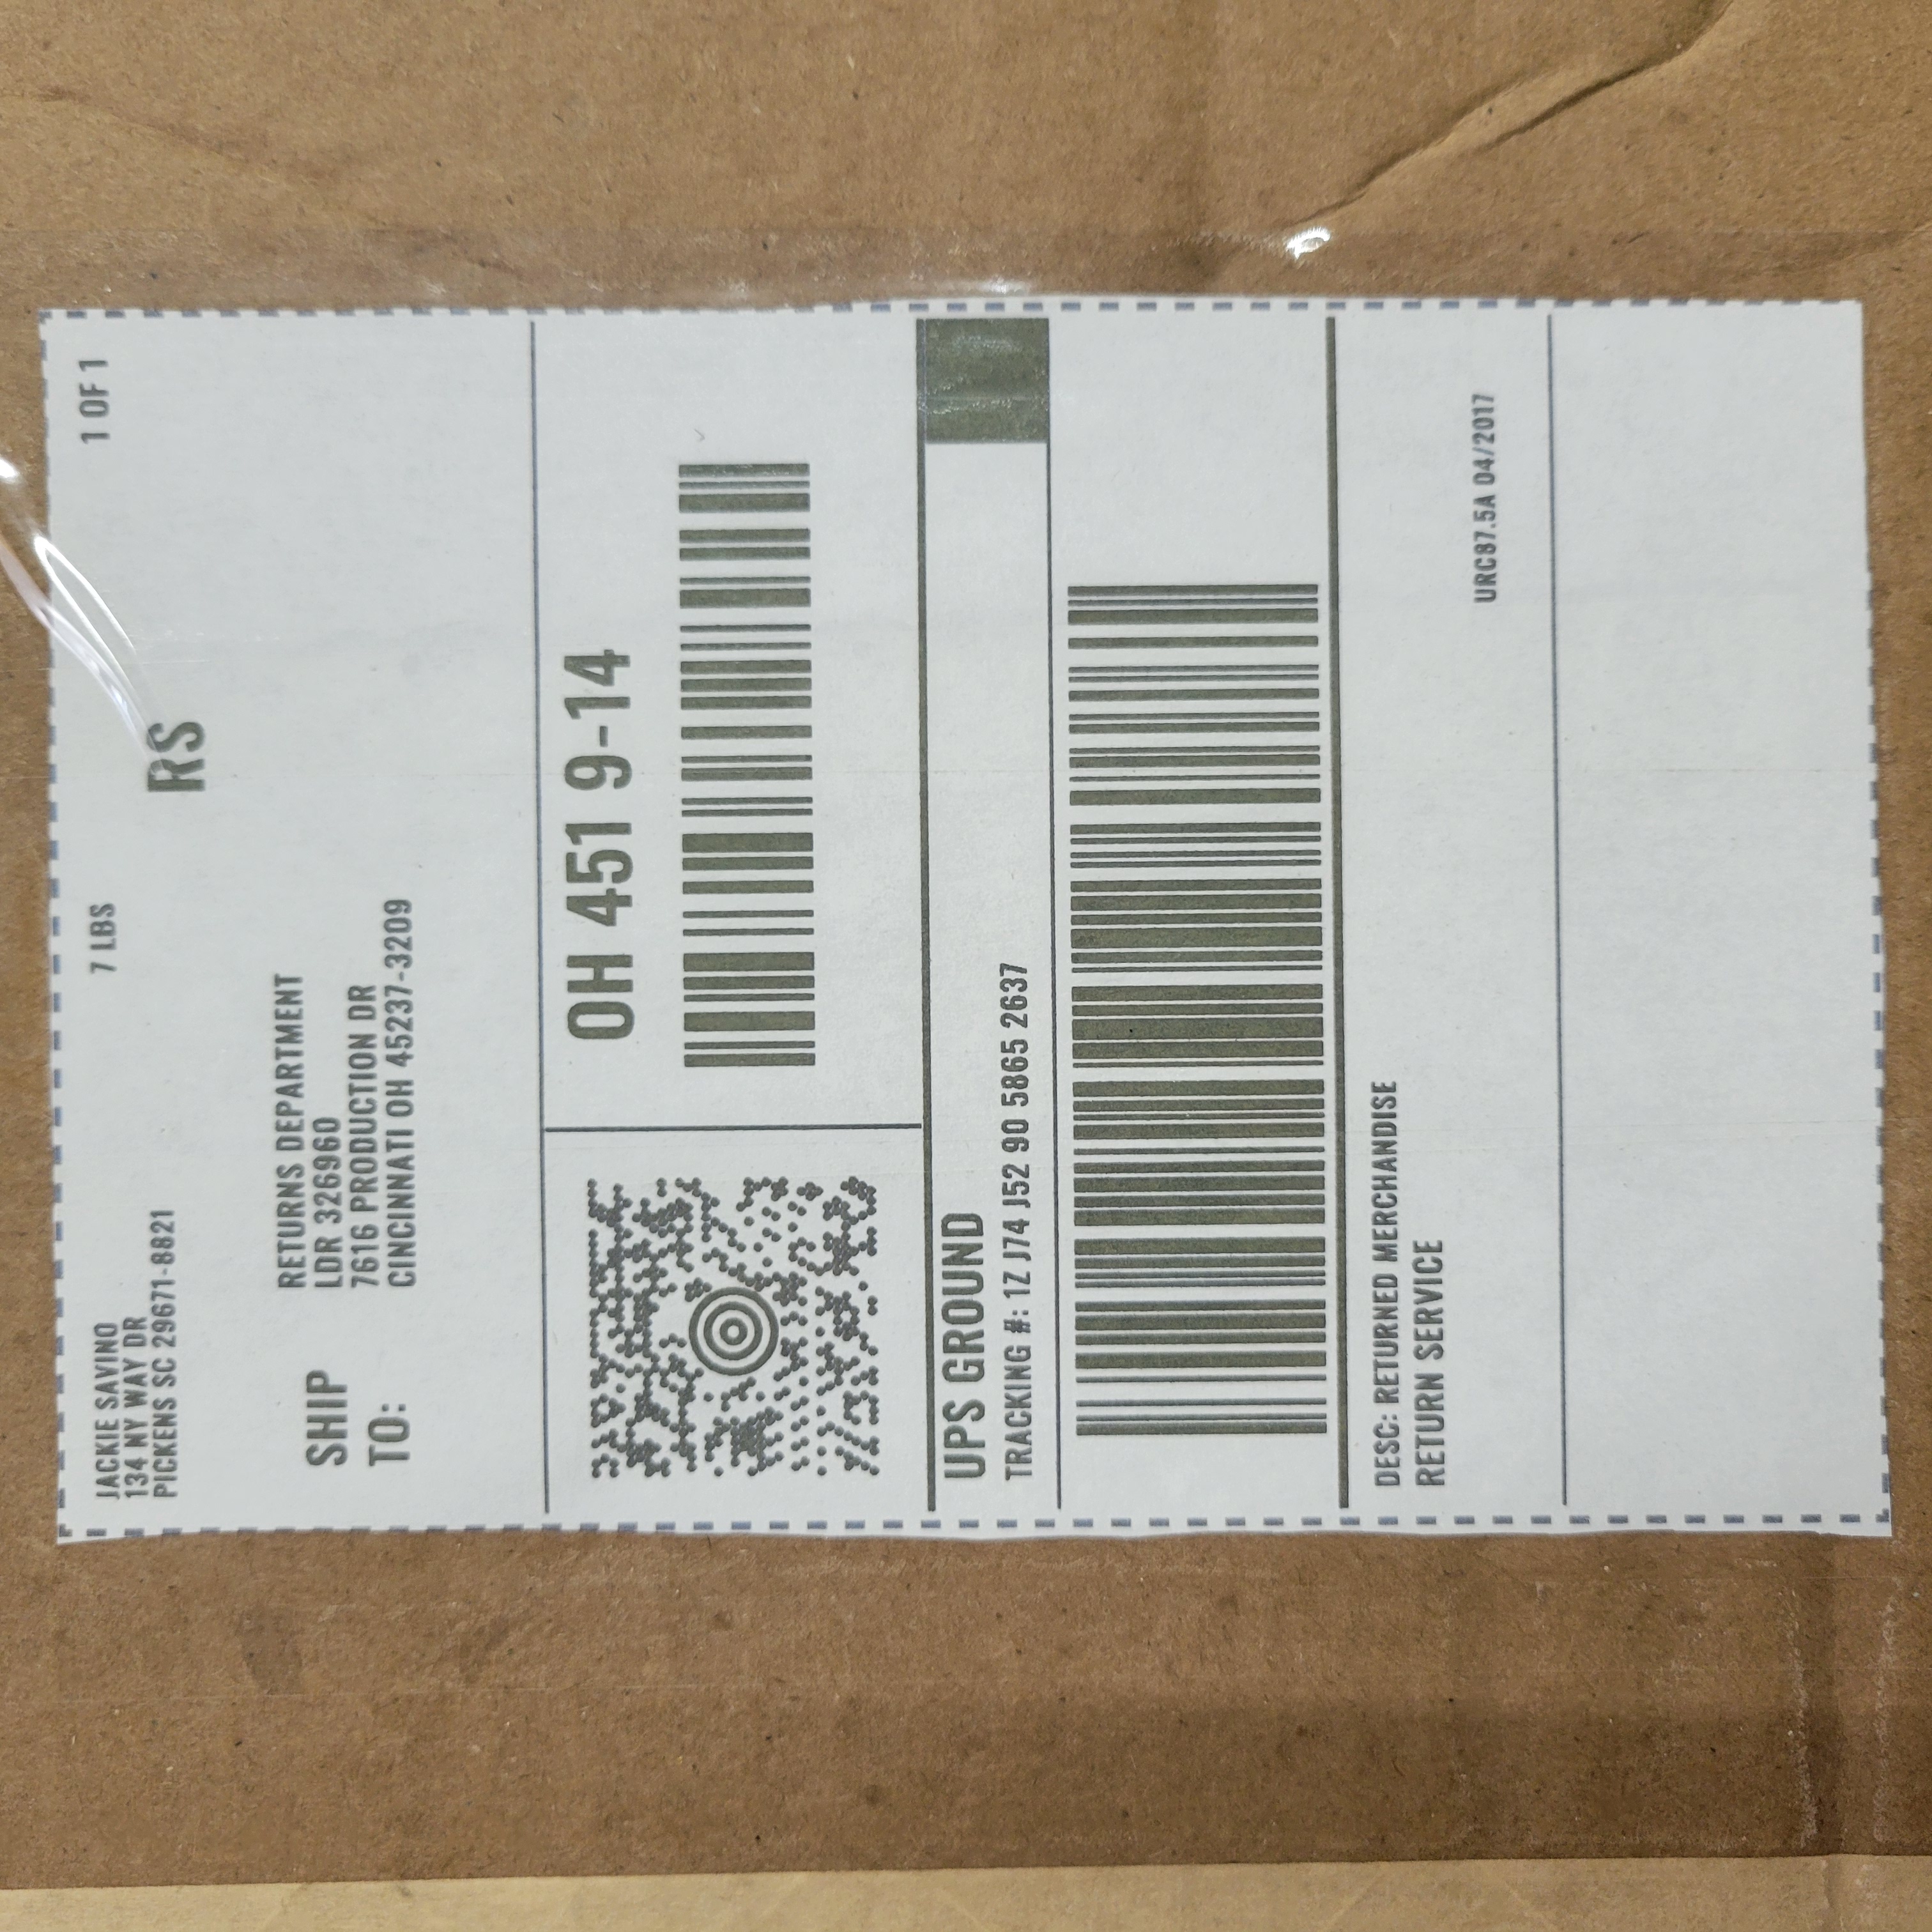 JACKIE SAVINO
134 NY WAY DR
PICKENS SC 29671-8821
7 LBS
1 OF 1
RS
SHIP
TO:
RETURNS DEPARTMENT
LDR 326960
7616 PRODUCTION DR
CINCINNATI OH 45237-3209
OH 451 9-14
UPS GROUND
TRACKING #: 1Z J74 J52 90 5865 2637
DESC: RETURNED MERCHANDISE
RETURN SERVICE
URC87.5A 04/2017